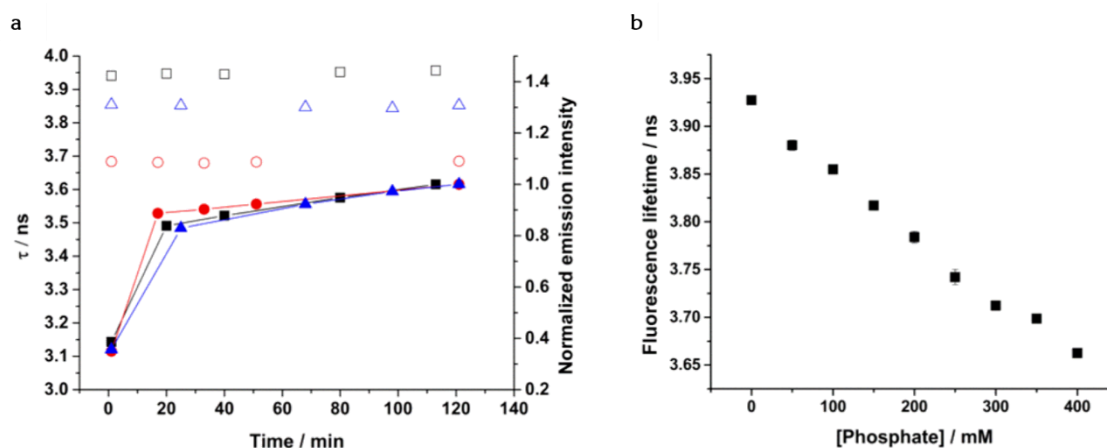 a
4.0
3.9
3.8
3.7
3.6
3.5
3.4
3.3
3.2
3.1
3.0
τ / ns
0 20 40 60 80 100 120 140
Time / min
1.4
1.2
1.0
0.8
0.6
0.4
0.2
Normalized emission intensity
b
3.95
3.90
3.85
3.80
3.75
3.70
3.65
Fluorescence lifetime / ns
0 100 200 300 400
[Phosphate] / mM